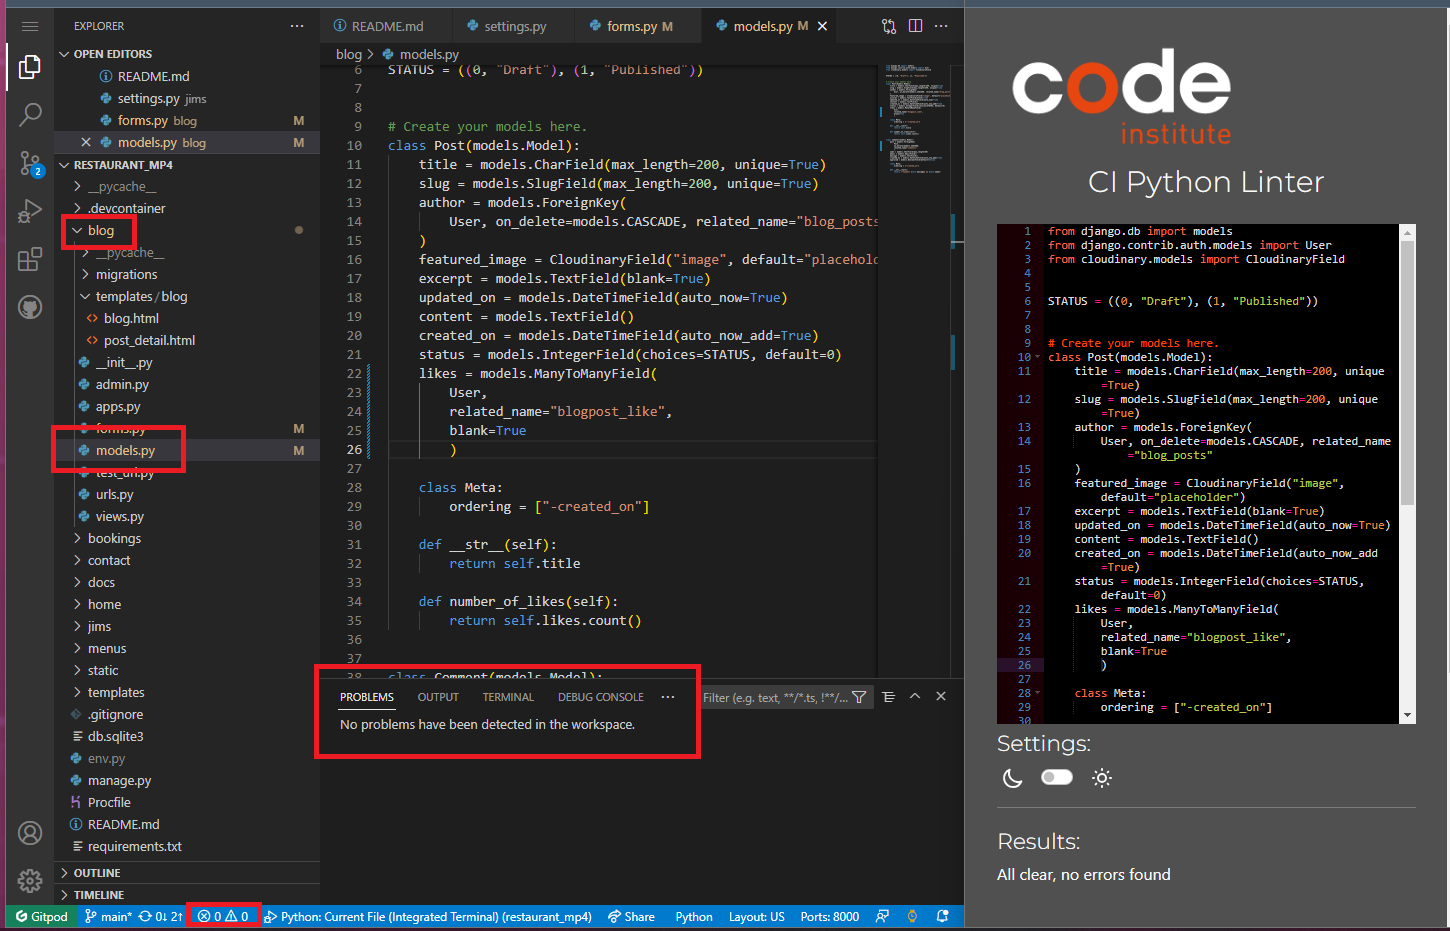 EXPLORER
OPEN EDITORS
README.md
settings.py jims
forms.py blog M
models.py blog M
RESTAURANT_MP4
__pycache__
.devcontainer
blog
__pycache__
migrations
templates/blog
blog.html
post_detail.html
__init__.py
admin.py
apps.py
forms.py M
models.py M
test_url.py
urls.py
views.py
bookings
contact
docs
home
jims
menus
static
templates
.gitignore
db.sqlite3
env.py
manage.py
Procfile
README.md
requirements.txt
OUTLINE
TIMELINE
2
README.md settings.py forms.py M models.py M
blog > models.py
6 STATUS = ((0, "Draft"), (1, "Published"))
7
8
9 # Create your models here.
10 class Post(models.Model):
11 title = models.CharField(max_length=200, unique=True)
12 slug = models.SlugField(max_length=200, unique=True)
13 author = models.ForeignKey(
14 User, on_delete=models.CASCADE, related_name="blog_posts
15 )
16 featured_image = CloudinaryField("image", default="placehold
17 excerpt = models.TextField(blank=True)
18 updated_on = models.DateTimeField(auto_now=True)
19 content = models.TextField()
20 created_on = models.DateTimeField(auto_now_add=True)
21 status = models.IntegerField(choices=STATUS, default=0)
22 likes = models.ManyToManyField(
23 User,
24 related_name="blogpost_like",
25 blank=True
26 )
27
28 class Meta:
29 ordering = ["-created_on"]
30
31 def __str__(self):
32 return self.title
33
34 def number_of_likes(self):
35 return self.likes.count()
36
37
38 class Comment(models.Model):
PROBLEMS OUTPUT TERMINAL DEBUG CONSOLE Filter (e.g. text, **/*.ts, !**/...
No problems have been detected in the workspace.
Gitpod main* 0↓ 2↑ 0 0 Python: Current File (Integrated Terminal) (restaurant_mp4) Share Python Layout: US Ports: 8000
code
institute
CI Python Linter
1 from django.db import models
2 from django.contrib.auth.models import User
3 from cloudinary.models import CloudinaryField
4
5
6 STATUS = ((0, "Draft"), (1, "Published"))
7
8
9 # Create your models here.
10 class Post(models.Model):
11 title = models.CharField(max_length=200, unique
=True)
12 slug = models.SlugField(max_length=200, unique
=True)
13 author = models.ForeignKey(
14 User, on_delete=models.CASCADE, related_name
="blog_posts"
15 )
16 featured_image = CloudinaryField("image",
default="placeholder")
17 excerpt = models.TextField(blank=True)
18 updated_on = models.DateTimeField(auto_now=True)
19 content = models.TextField()
20 created_on = models.DateTimeField(auto_now_add
=True)
21 status = models.IntegerField(choices=STATUS,
default=0)
22 likes = models.ManyToManyField(
23 User,
24 related_name="blogpost_like",
25 blank=True
26 )
27
28 class Meta:
29 ordering = ["-created_on"]
30
Settings:
Results:
All clear, no errors found